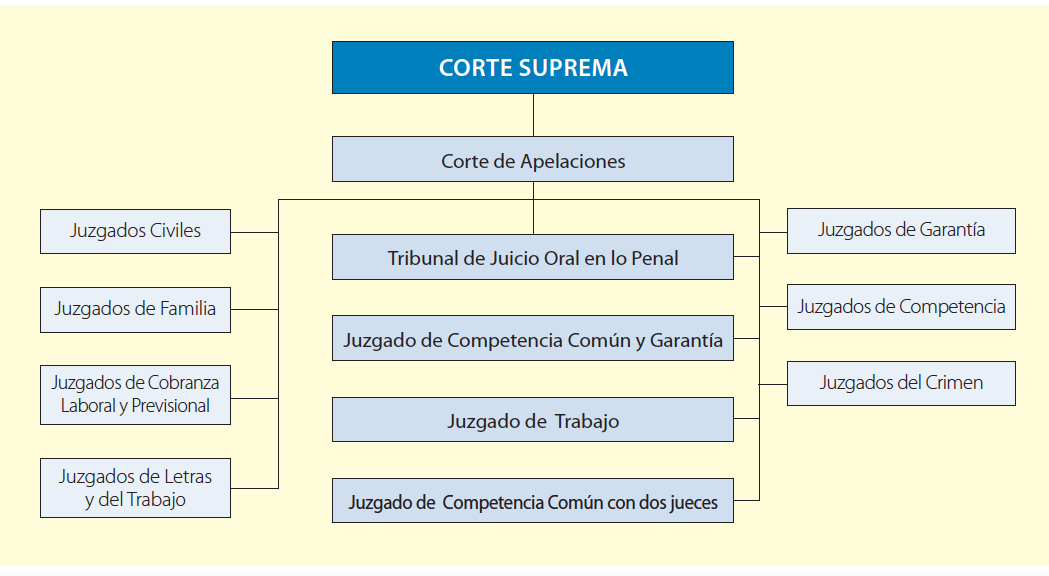 CORTE SUPREMA
Corte de Apelaciones
Juzgados Civiles
Juzgados de Familia
Juzgados de Cobranza
Laboral y Previsional
Juzgados de Letras
y del Trabajo
Tribunal de Juicio Oral en lo Penal
Juzgado de Competencia Común y Garantía
Juzgado de Trabajo
Juzgado de Competencia Común con dos jueces
Juzgados de Garantía
Juzgados de Competencia
Juzgados del Crimen